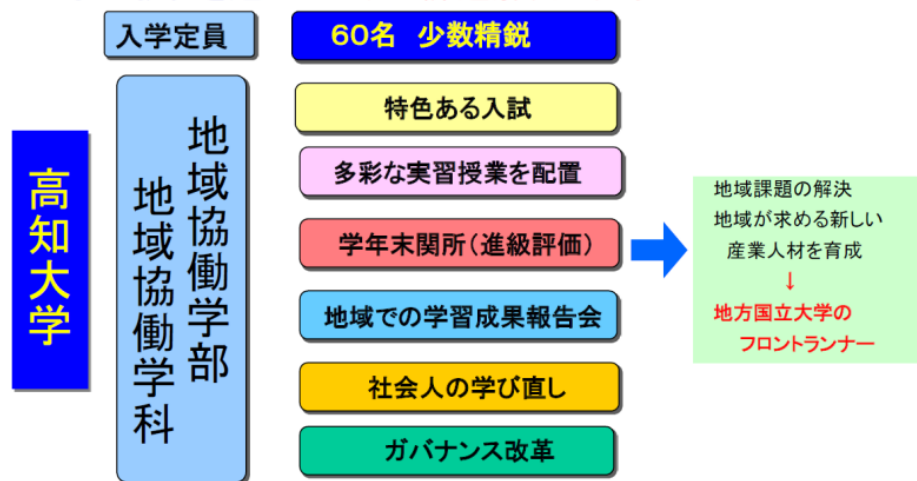 入学定員
60名 少数精鋭
高知大学
地域協働学部
地域協働学科
特色ある入試
多彩な実習授業を配置
学年末関所(進級評価)
地域での学習成果報告会
社会人の学び直し
ガバナンス改革
地域課題の解決
地域が求める新しい
産業人材を育成
↓
地方国立大学の
フロントランナー